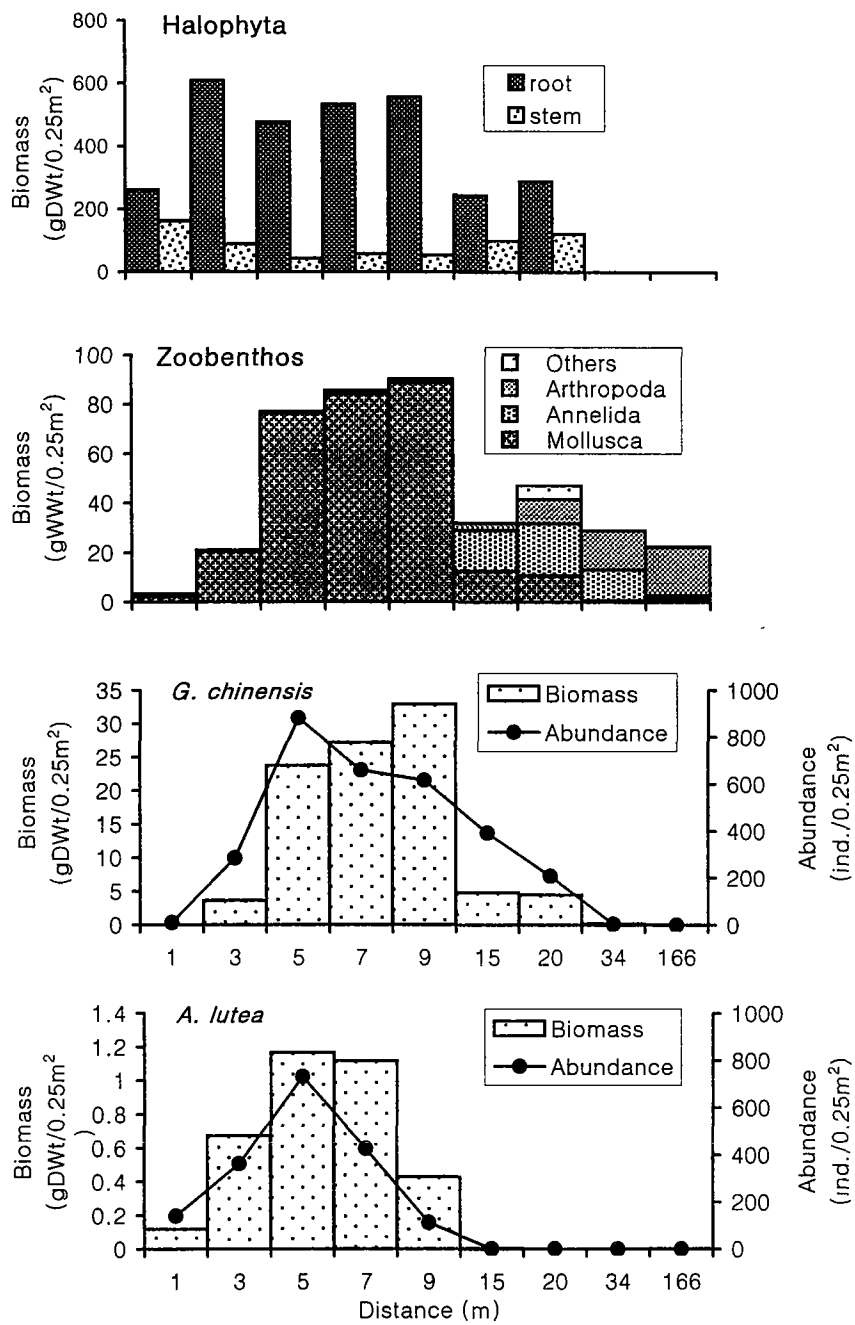 Halophyta
root
stem
800
600
400
200
0
Biomass
(gDWt/0.25m²)
Zoobenthos
Others
Arthropoda
Annelida
Mollusca
100
80
60
40
20
0
Biomass
(gWWt/0.25m²)
G. chinensis
Biomass
Abundance
35
30
25
20
15
10
5
0
Biomass
(gDWt/0.25m²)
1000
800
600
400
200
0
Abundance
(ind./0.25m²)
1 3 5 7 9 15 20 34 166
A. lutea
Biomass
Abundance
1.4
1.2
1
0.8
0.6
0.4
0.2
0
Biomass
(gDWt/0.25m²
)
1000
800
600
400
200
0
Abundance
(ind./0.25m²)
1 3 5 7 9 15 20 34 166
Distance (m)